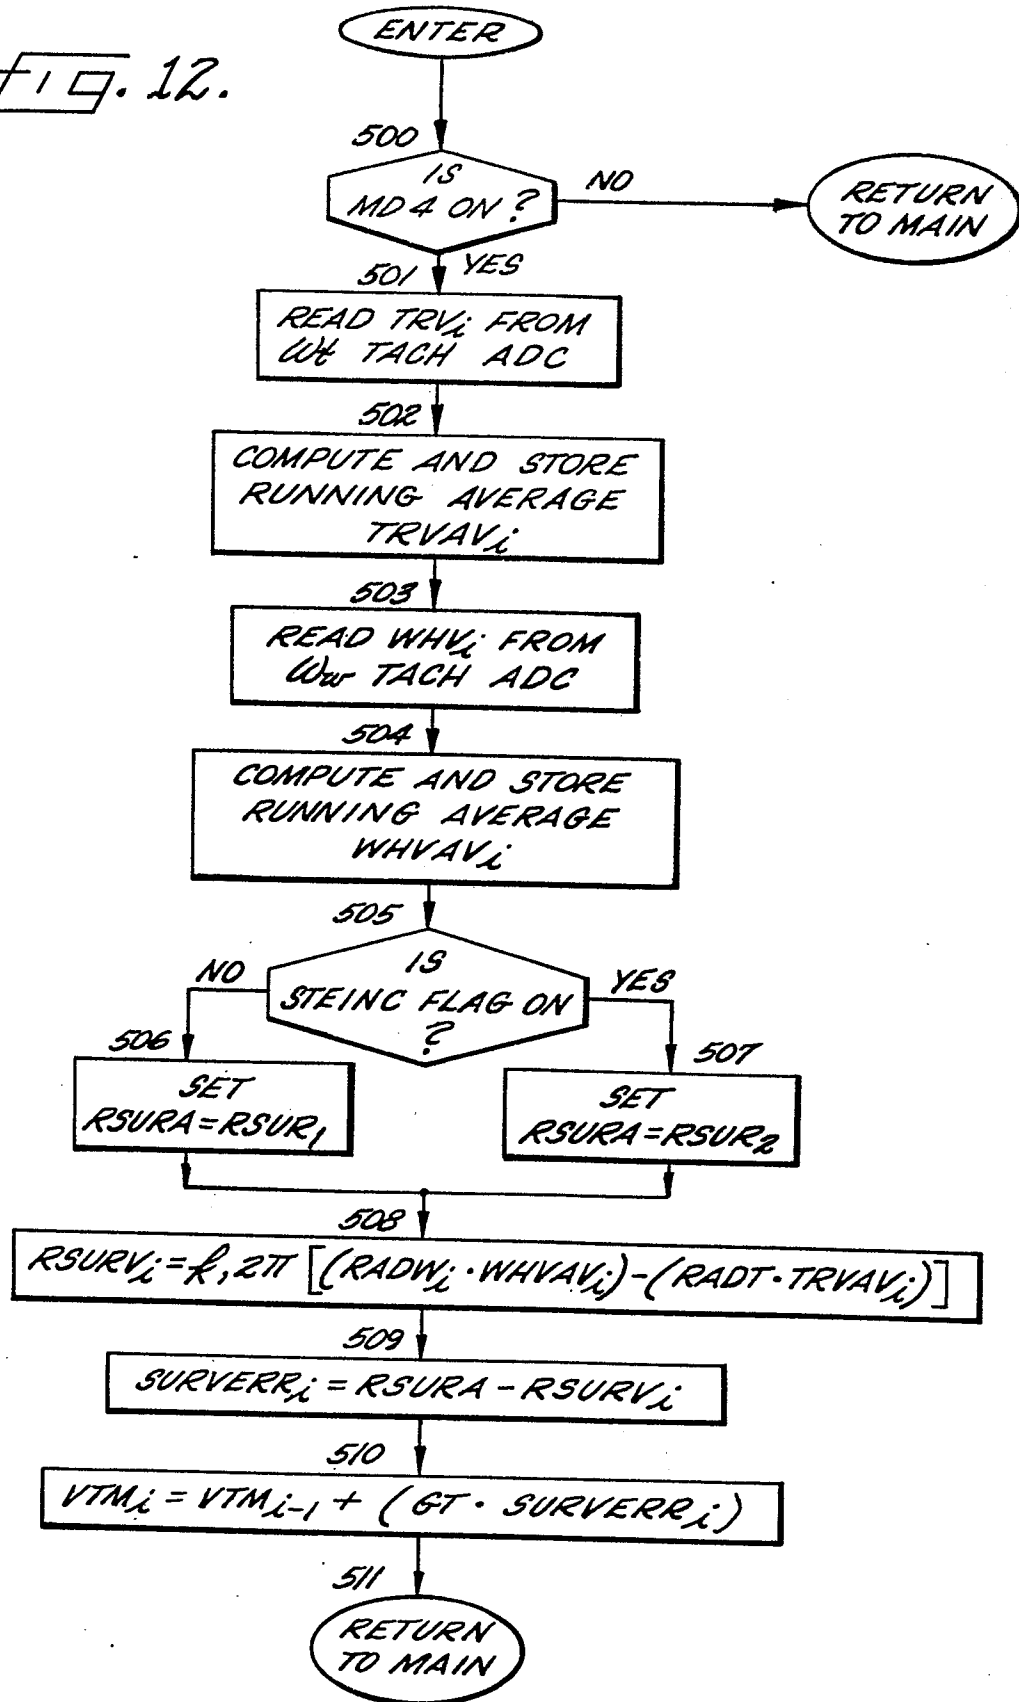 Fig. 12.
ENTER
500
IS
MD4 ON ?
NO
RETURN
TO MAIN
YES
501
READ TRVi FROM
ωt TACH ADC
502
COMPUTE AND STORE
RUNNING AVERAGE
TRVAVi
503
READ WHVi FROM
ωw TACH ADC
504
COMPUTE AND STORE
RUNNING AVERAGE
WHVAVi
505
IS
STEINC FLAG ON
?
NO
YES
506
SET
RSURA=RSUR1
507
SET
RSURA=RSUR2
508
RSURVi=k, 2π [(RADWi·WHVAVi)-(RADT·TRVAVi)]
509
SURVERRi = RSURA - RSURVi
510
VTMi = VTMi-1 + (GT · SURVERRi)
511
RETURN
TO MAIN